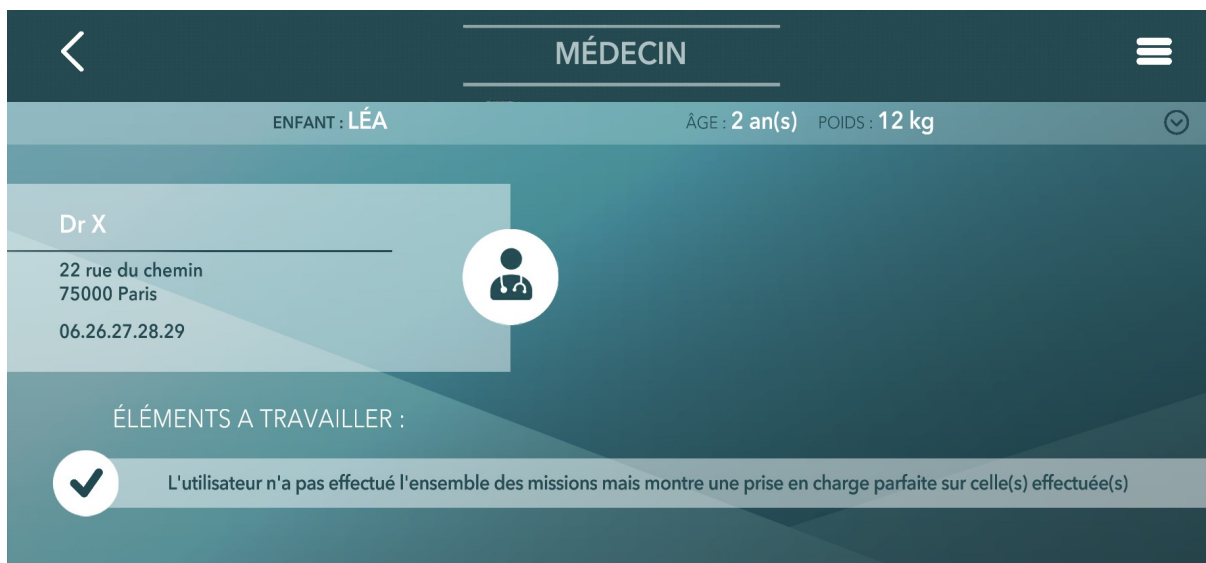 MÉDECIN
ENFANT : LÉA ÂGE : 2 an(s) POIDS : 12 kg
Dr X
22 rue du chemin
75000 Paris
06.26.27.28.29
ÉLÉMENTS A TRAVAILLER :
L'utilisateur n'a pas effectué l'ensemble des missions mais montre une prise en charge parfaite sur celle(s) effectuée(s)